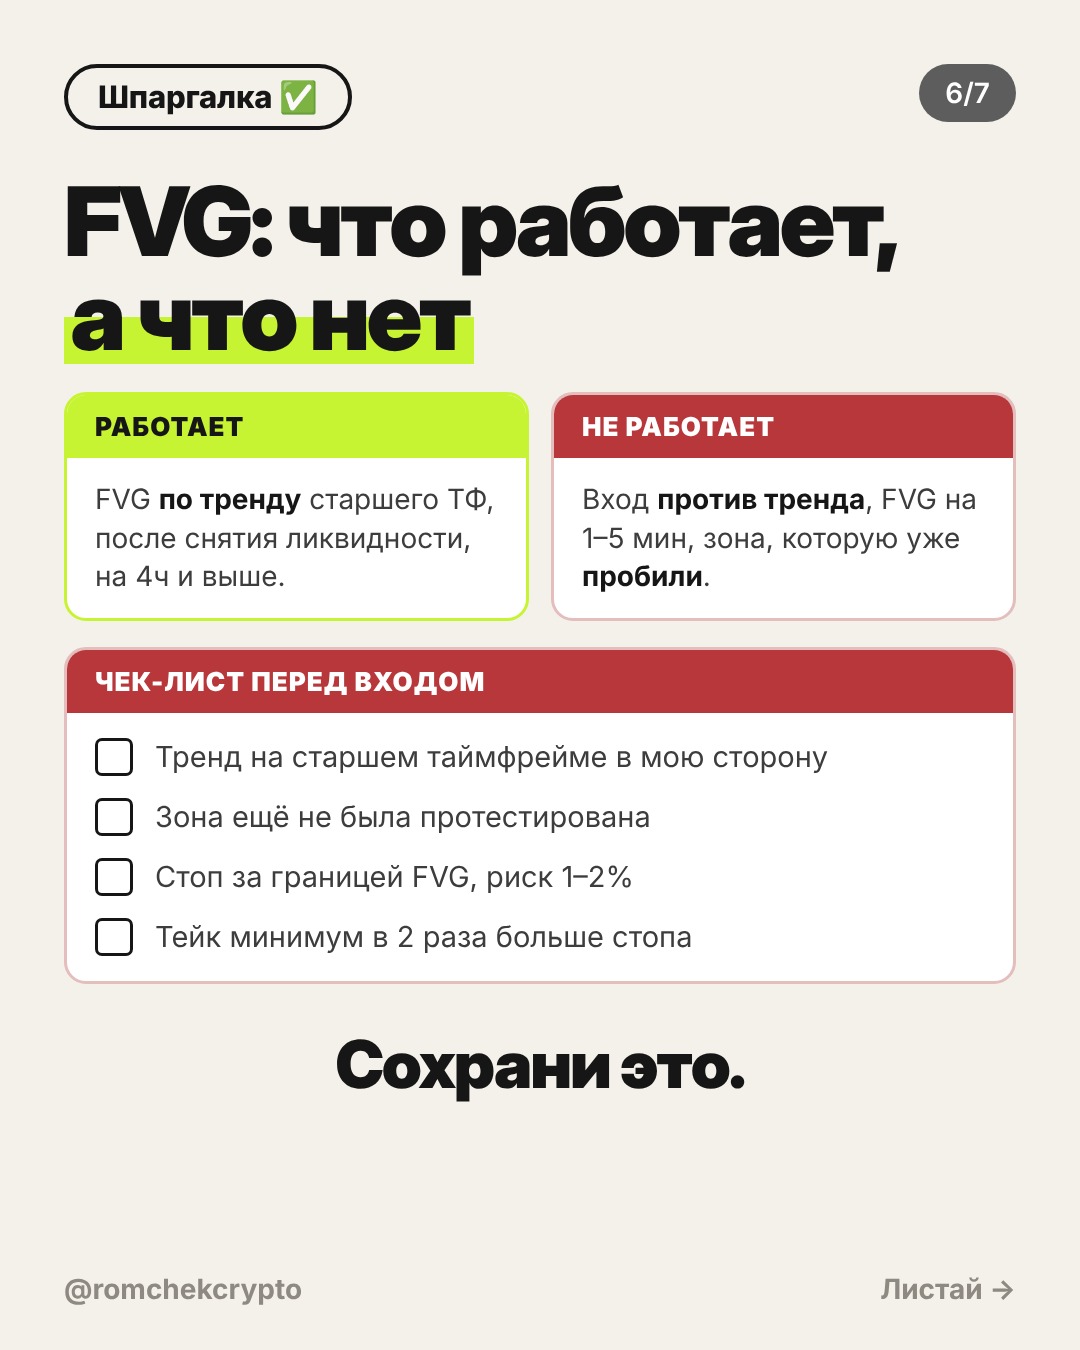 Шпаргалка ✅
6/7
FVG: что работает,
а что нет
РАБОТАЕТ
FVG по тренду старшего ТФ,
после снятия ликвидности,
на 4ч и выше.
НЕ РАБОТАЕТ
Вход против тренда, FVG на
1–5 мин, зона, которую уже
пробили.
ЧЕК-ЛИСТ ПЕРЕД ВХОДОМ
Тренд на старшем таймфрейме в мою сторону
Зона ещё не была протестирована
Стоп за границей FVG, риск 1–2%
Тейк минимум в 2 раза больше стопа
Сохрани это.
@romchekcrypto
Листай →